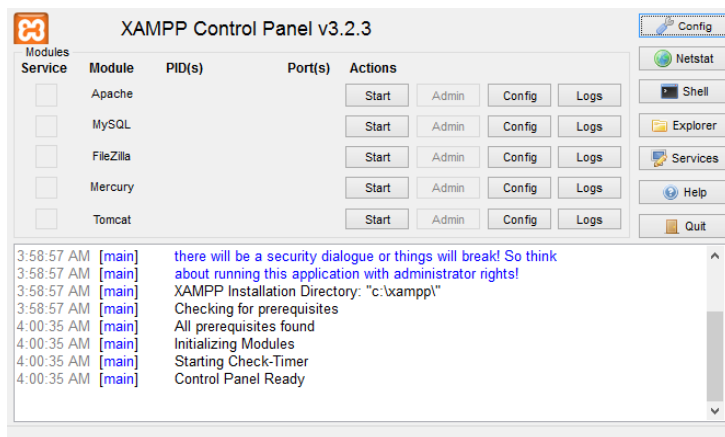 XAMPP Control Panel v3.2.3
Config
Modules
Service Module PID(s) Port(s) Actions
Netstat
Apache Start Admin Config Logs
Shell
MySQL Start Admin Config Logs
Explorer
FileZilla Start Admin Config Logs
Services
Mercury Start Admin Config Logs
Help
Tomcat Start Admin Config Logs
Quit
3:58:57 AM [main] there will be a security dialogue or things will break! So think
3:58:57 AM [main] about running this application with administrator rights!
3:58:57 AM [main] XAMPP Installation Directory: "c:\xampp\"
3:58:57 AM [main] Checking for prerequisites
4:00:35 AM [main] All prerequisites found
4:00:35 AM [main] Initializing Modules
4:00:35 AM [main] Starting Check-Timer
4:00:35 AM [main] Control Panel Ready